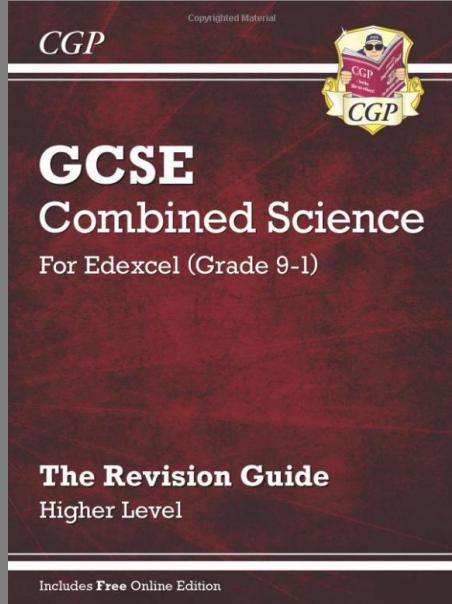 Copyrighted Material
CGP
CGP
CGP
GCSE
Combined Science
For Edexcel (Grade 9-1)
The Revision Guide
Higher Level
Includes Free Online Edition